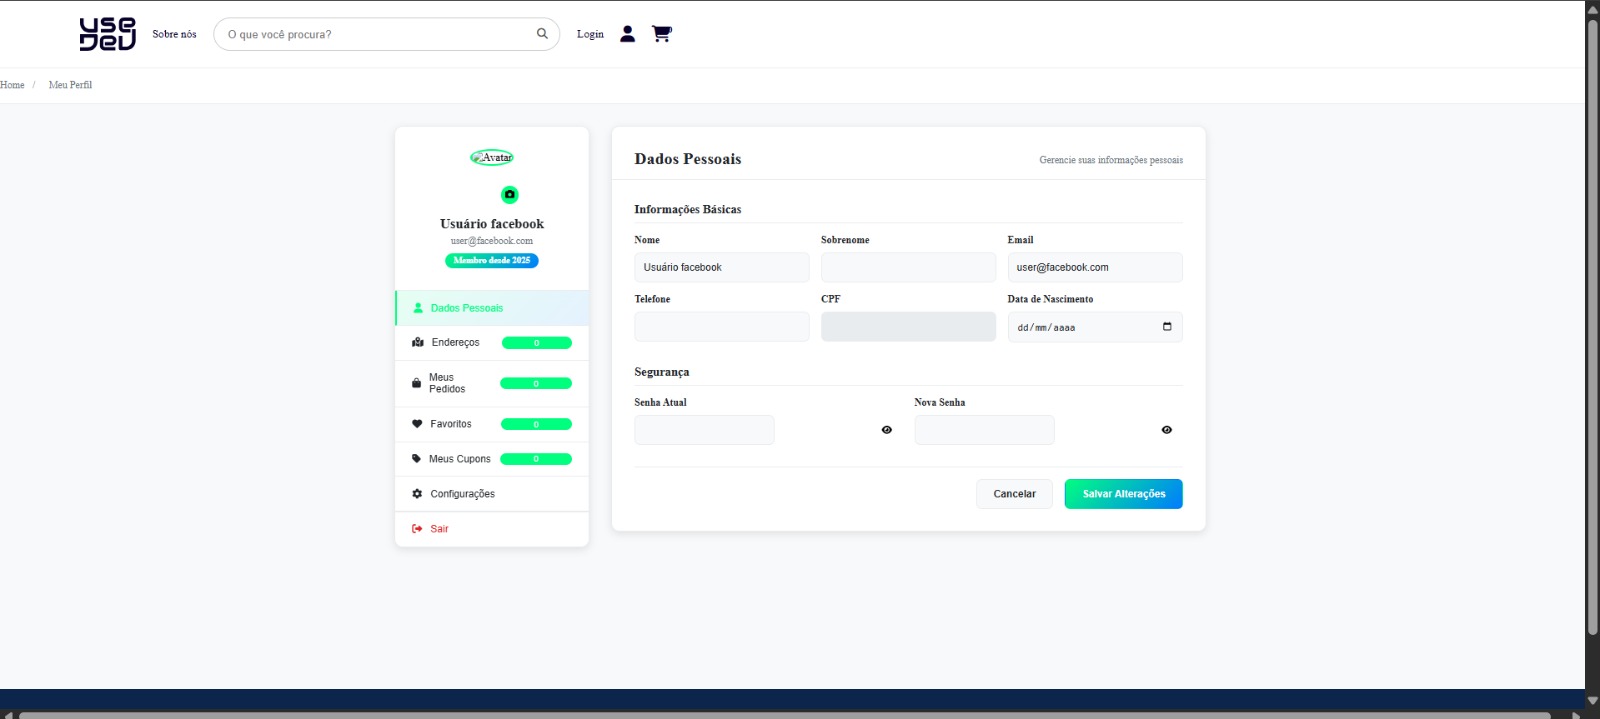 use
Sobre nós
O que você procura?
Login
dev
Home / Meu Perfil
Avatar
Usuário facebook
user@facebook.com
Membro desde 2025
Dados Pessoais
Endereços 0
Meus
Pedidos 0
Favoritos 0
Meus Cupons 0
Configurações
Sair
Dados Pessoais
Gerencie suas informações pessoais
Informações Básicas
Nome Sobrenome Email
Usuário facebook user@facebook.com
Telefone CPF Data de Nascimento
dd/mm/aaaa
Segurança
Senha Atual Nova Senha
Cancelar Salvar Alterações